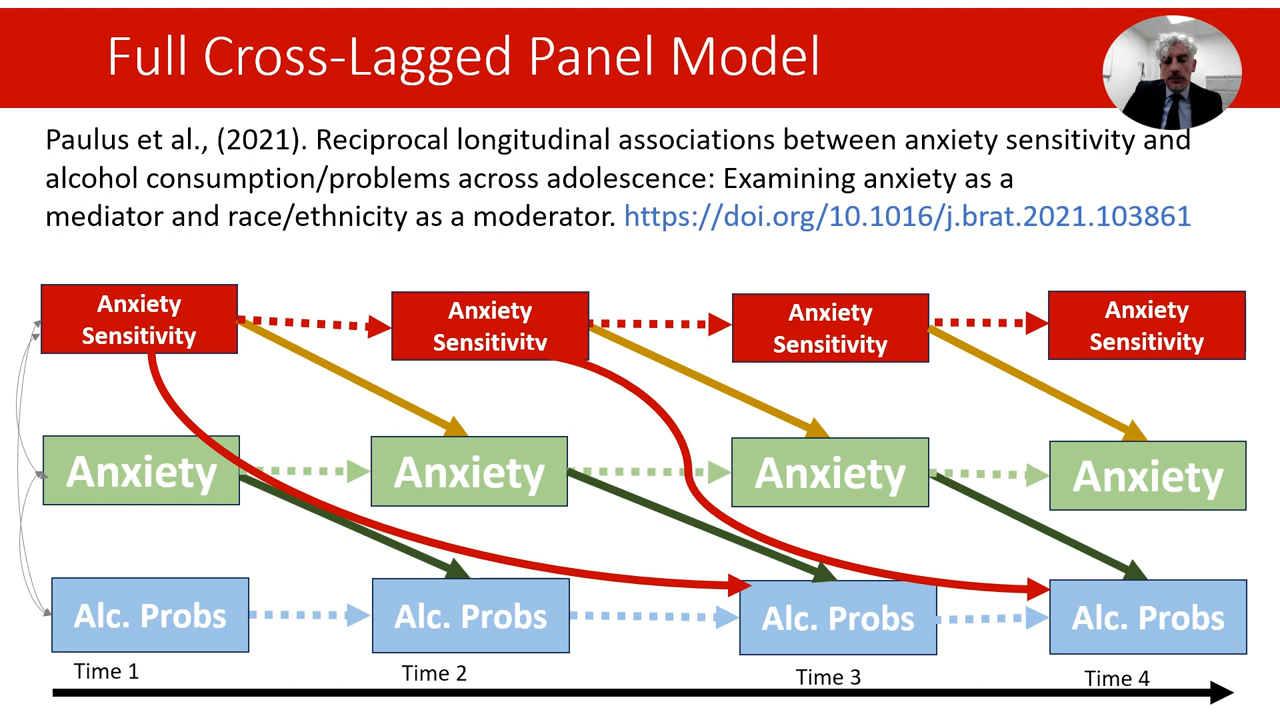 Full Cross-Lagged Panel Model
Paulus et al., (2021). Reciprocal longitudinal associations between anxiety sensitivity and
alcohol consumption/problems across adolescence: Examining anxiety as a
mediator and race/ethnicity as a moderator. https://doi.org/10.1016/j.brat.2021.103861
Anxiety
Sensitivity
Anxiety
Sensitivity
Anxiety
Sensitivity
Anxiety
Sensitivity
Anxiety
Anxiety
Anxiety
Anxiety
Alc. Probs
Alc. Probs
Alc. Probs
Alc. Probs
Time 1
Time 2
Time 3
Time 4